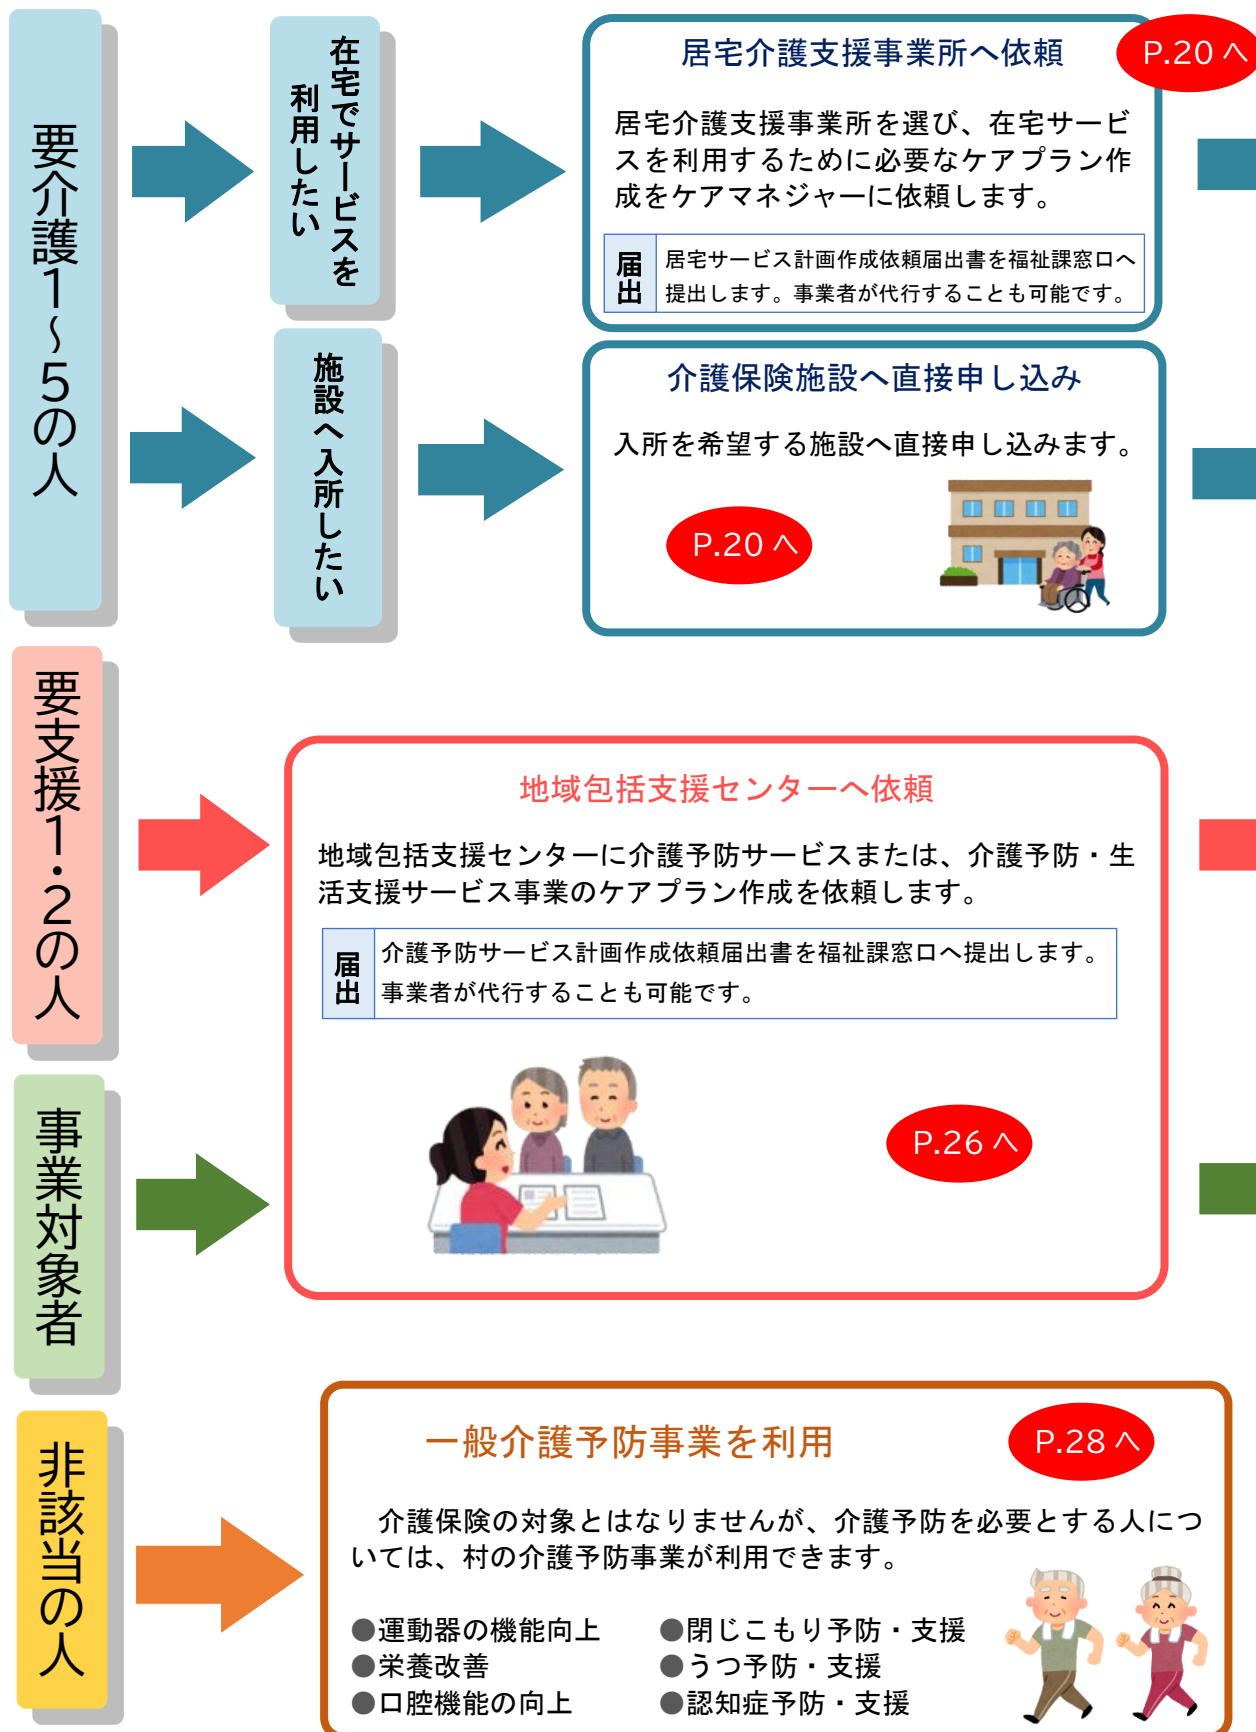 要介護1～5の人
在宅でサービスを
利用したい
居宅介護支援事業所へ依頼
P.20 へ
居宅介護支援事業所を選び、在宅サービ
スを利用するために必要なケアプラン作
成をケアマネジャーに依頼します。
届出
居宅サービス計画作成依頼届出書を福祉課窓口へ
提出します。事業者が代行することも可能です。
施設へ入所したい
介護保険施設へ直接申し込み
入所を希望する施設へ直接申し込みます。
P.20 へ
要支援1・2の人
地域包括支援センターへ依頼
地域包括支援センターに介護予防サービスまたは、介護予防・生
活支援サービス事業のケアプラン作成を依頼します。
届出
介護予防サービス計画作成依頼届出書を福祉課窓口へ提出します。
事業者が代行することも可能です。
P.26 へ
事業対象者
非該当の人
一般介護予防事業を利用
P.28 へ
介護保険の対象とはなりませんが、介護予防を必要とする人につ
いては、村の介護予防事業が利用できます。
●運動器の機能向上
●栄養改善
●口腔機能の向上
●閉じこもり予防・支援
●うつ予防・支援
●認知症予防・支援